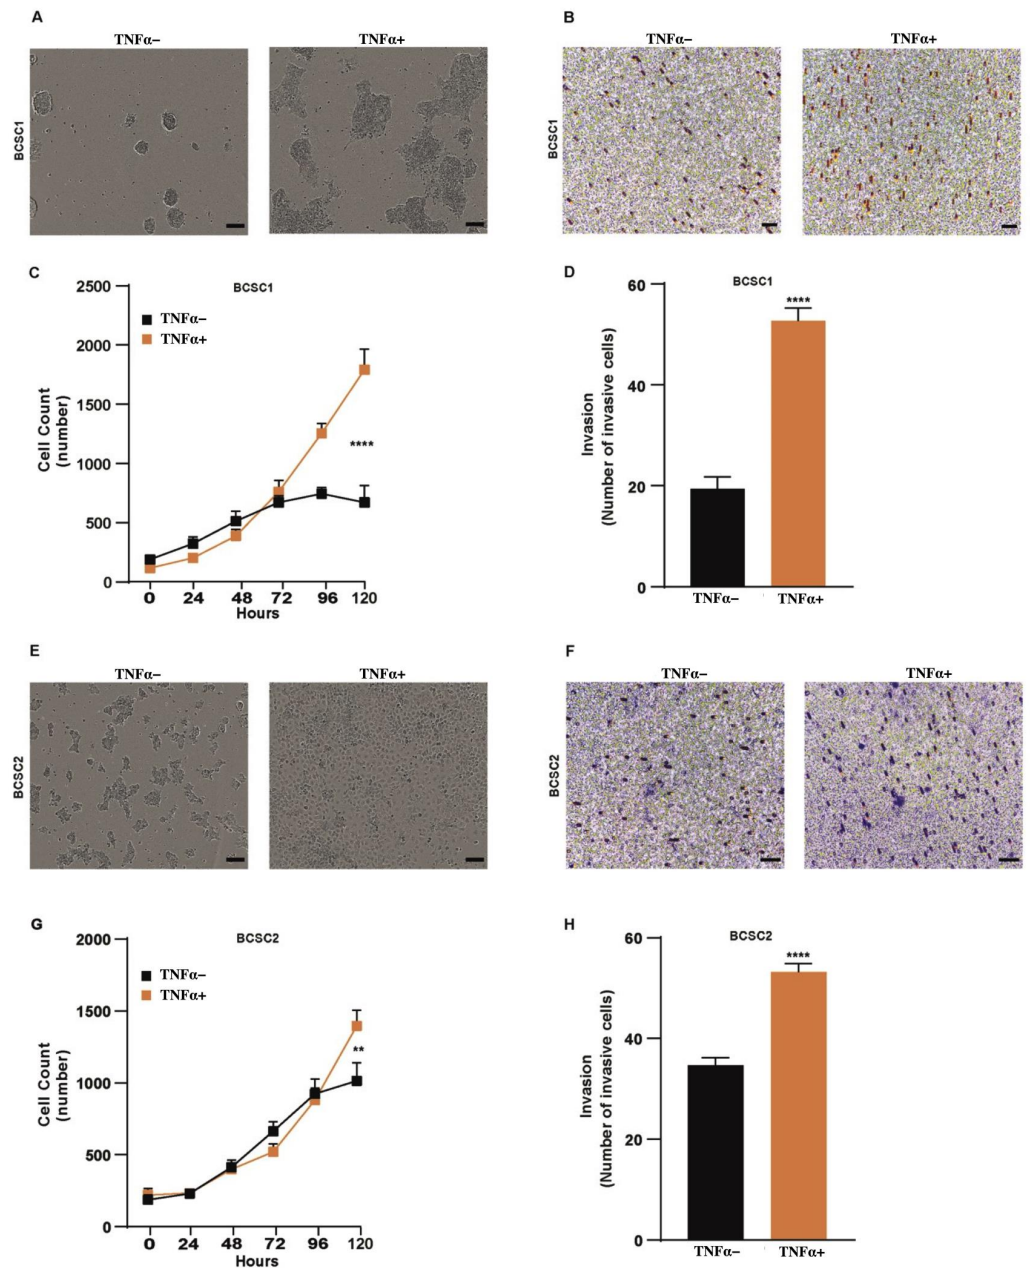 A
TNFα− TNFα+
BCSC1
B
TNFα− TNFα+
BCSC1
C
BCSC1
TNFα−
TNFα+
2500
2000
1500
1000
500
0
Cell Count
(number)
****
0 24 48 72 96 120
Hours
D
BCSC1
60
40
20
0
Invasion
(Number of invasive cells)
****
TNFα− TNFα+
E
TNFα− TNFα+
BCSC2
F
TNFα− TNFα+
BCSC2
G
BCSC2
TNFα−
TNFα+
2000
1500
1000
500
0
Cell Count
(number)
**
0 24 48 72 96 120
Hours
H
BCSC2
60
40
20
0
Invasion
(Number of invasive cells)
****
TNFα− TNFα+